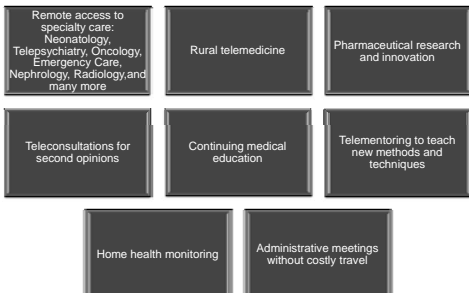 Remote access to
specialty care:
Neonatology,
Telepsychiatry, Oncology,
Emergency Care,
Nephrology, Radiology,and
many more
Rural telemedicine
Pharmaceutical research
and innovation
Teleconsultations for
second opinions
Continuing medical
education
Telementoring to teach
new methods and
techniques
Home health monitoring
Administrative meetings
without costly travel